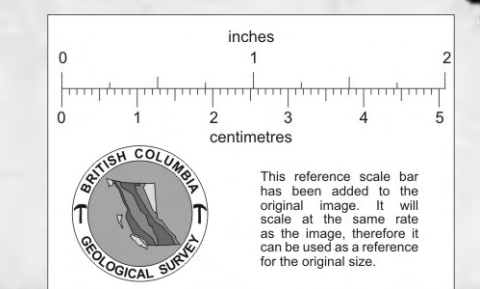 inches
0 1 2
0 1 2 3 4 5
centimetres
BRITISH COLUMBIA
GEOLOGICAL SURVEY
This reference scale bar
has been added to the
original image. It will
scale at the same rate
as the image, therefore it
can be used as a reference
for the original size.